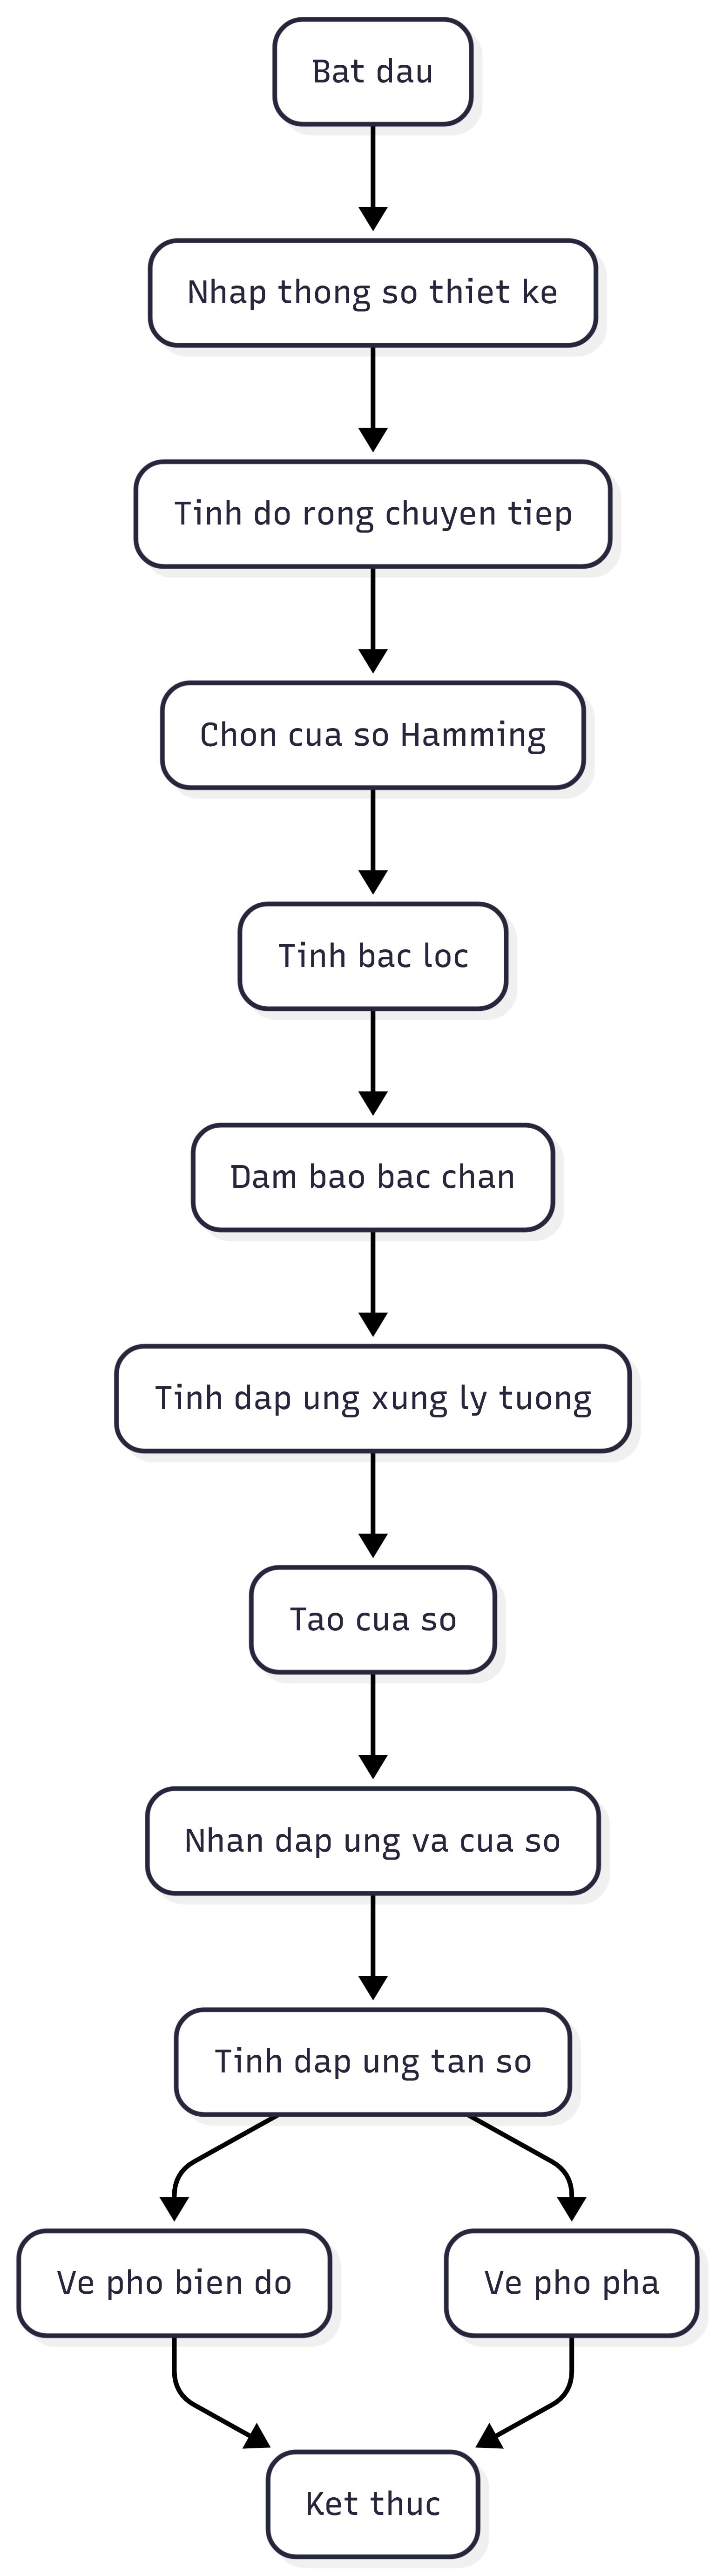 Bat dau
Nhap thong so thiet ke
Tinh do rong chuyen tiep
Chon cua so Hamming
Tinh bac loc
Dam bao bac chan
Tinh dap ung xung ly tuong
Tao cua so
Nhan dap ung va cua so
Tinh dap ung tan so
Ve pho bien do
Ve pho pha
Ket thuc